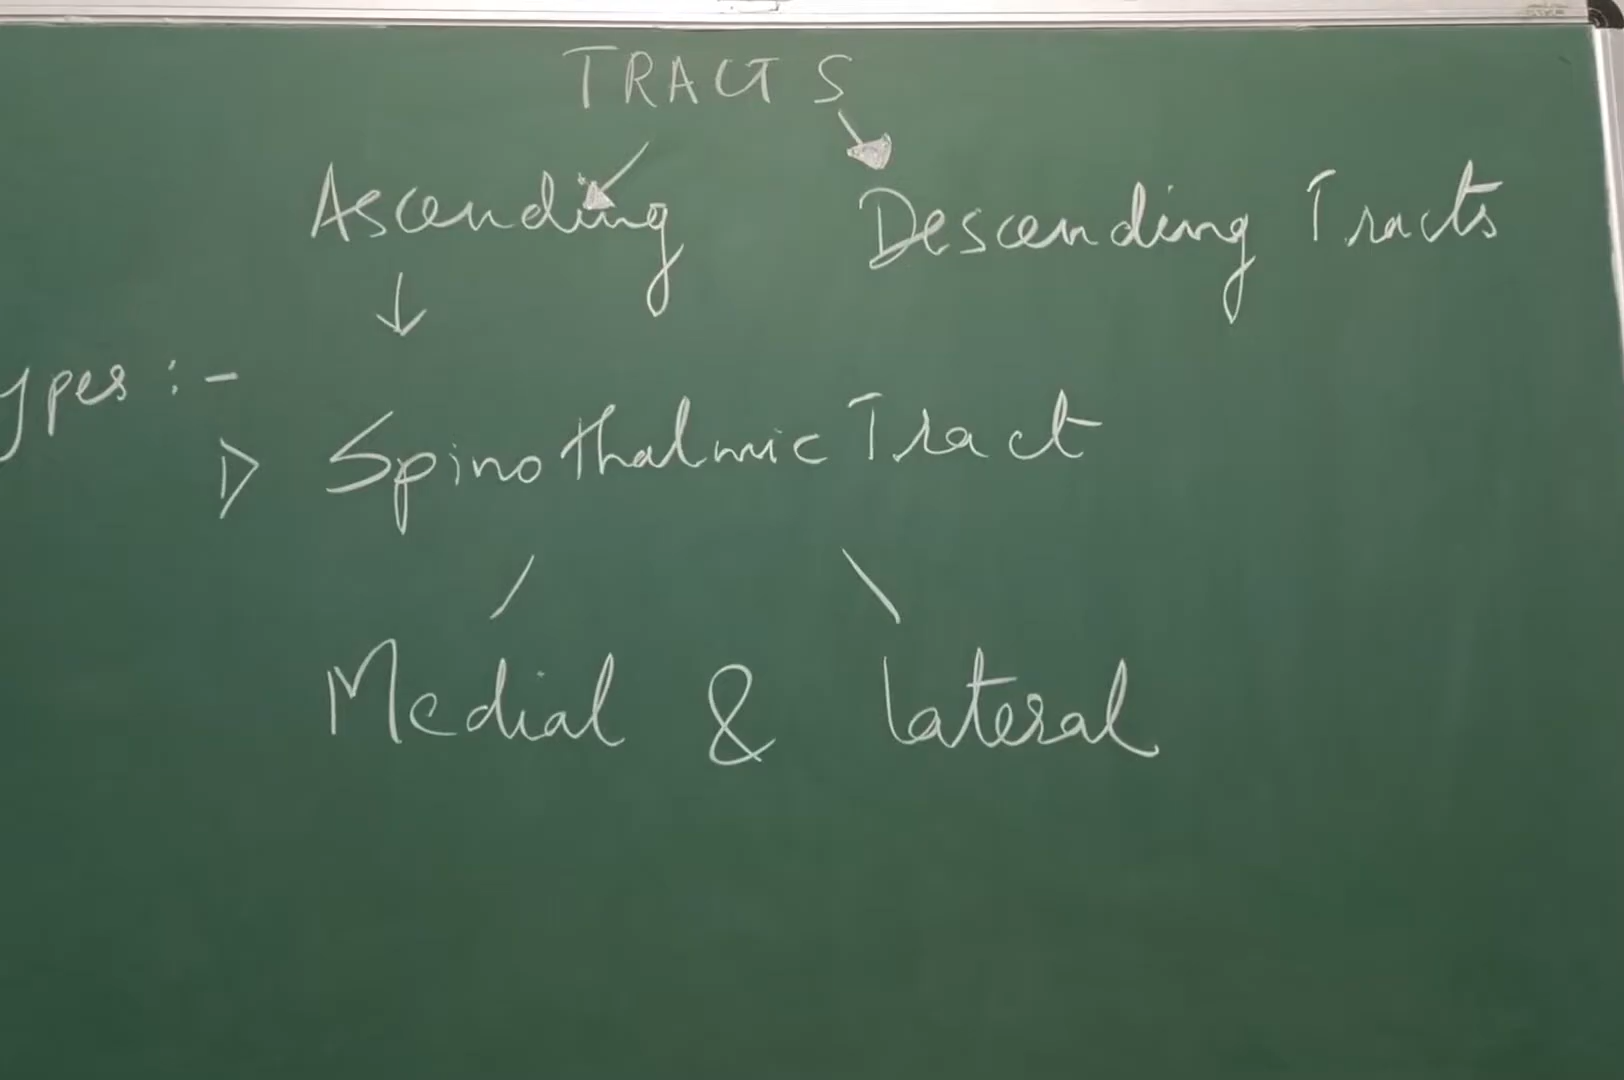 TRACTS
Ascending Descending Tracts
ypes :-
1> Spinothalmic Tract
Medial & lateral